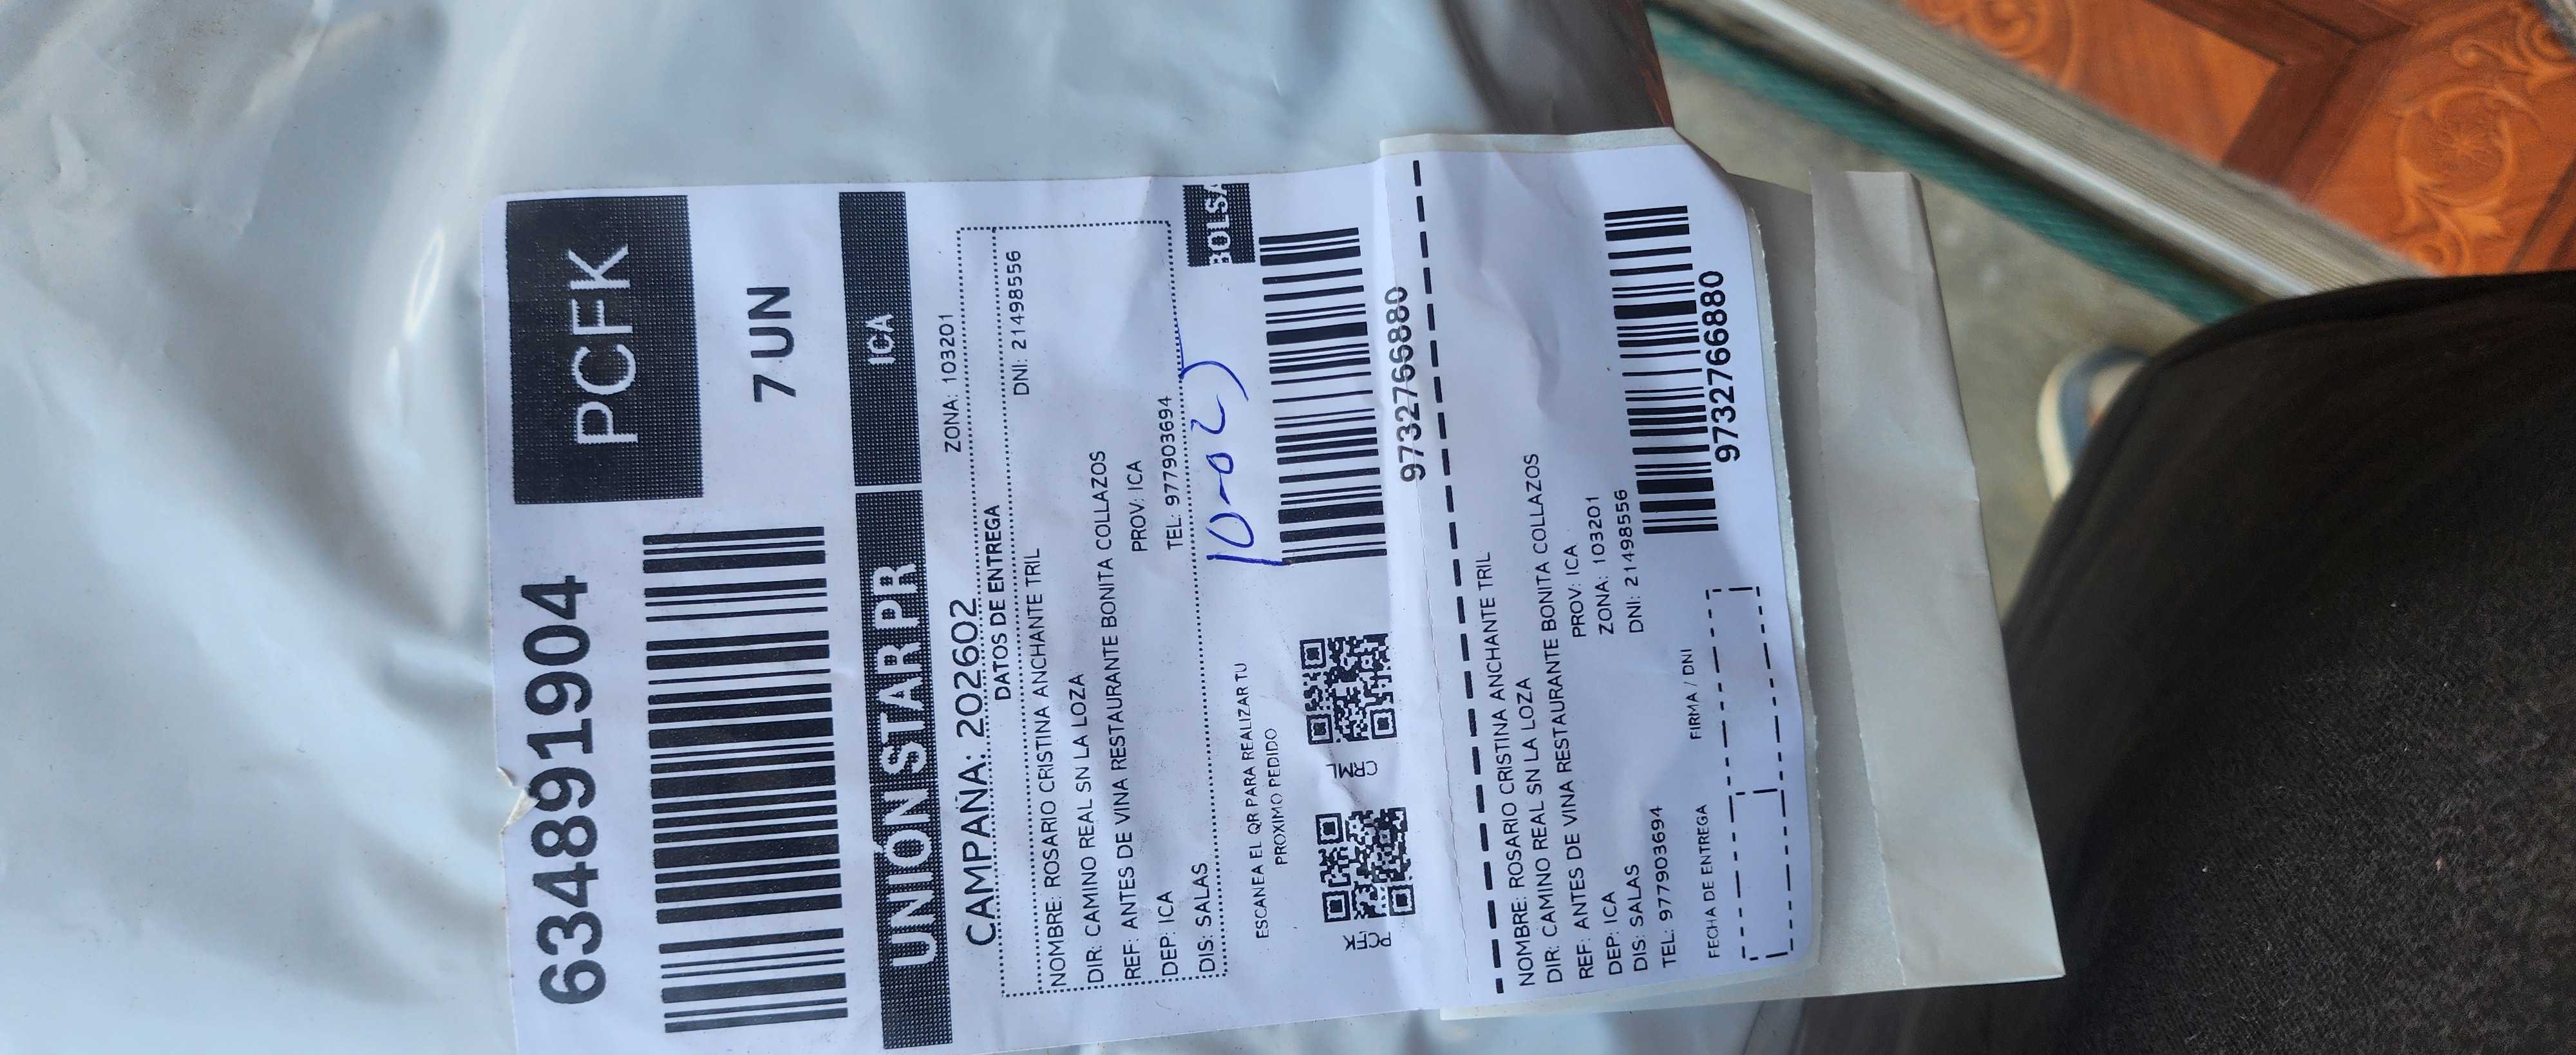 6348919904
PCFK
7 UN
UNIÓN STAR PR
ICA
CAMPAÑA: 202602
ZONA: 103201
DATOS DE ENTREGA
NOMBRE: ROSARIO CRISTINA ANCHANTE TRIL
DNI: 21498556
DIR: CAMINO REAL SN LA LOZA
REF: ANTES DE VINA RESTAURANTE BONITA COLLAZOS
DEP: ICA
PROV: ICA
DIS: SALAS
TEL: 977903694
10-02
BOLSA
ESCANEA EL QR PARA REALIZAR TU
PROXIMO PEDIDO
PCFK
CRML
9732766880
NOMBRE: ROSARIO CRISTINA ANCHANTE TRIL
DIR: CAMINO REAL SN LA LOZA
REF: ANTES DE VINA RESTAURANTE BONITA COLLAZOS
DEP: ICA
PROV: ICA
DIS: SALAS
ZONA: 103201
TEL: 977903694
DNI: 21498556
FECHA DE ENTREGA
FIRMA / DNI
9732766880